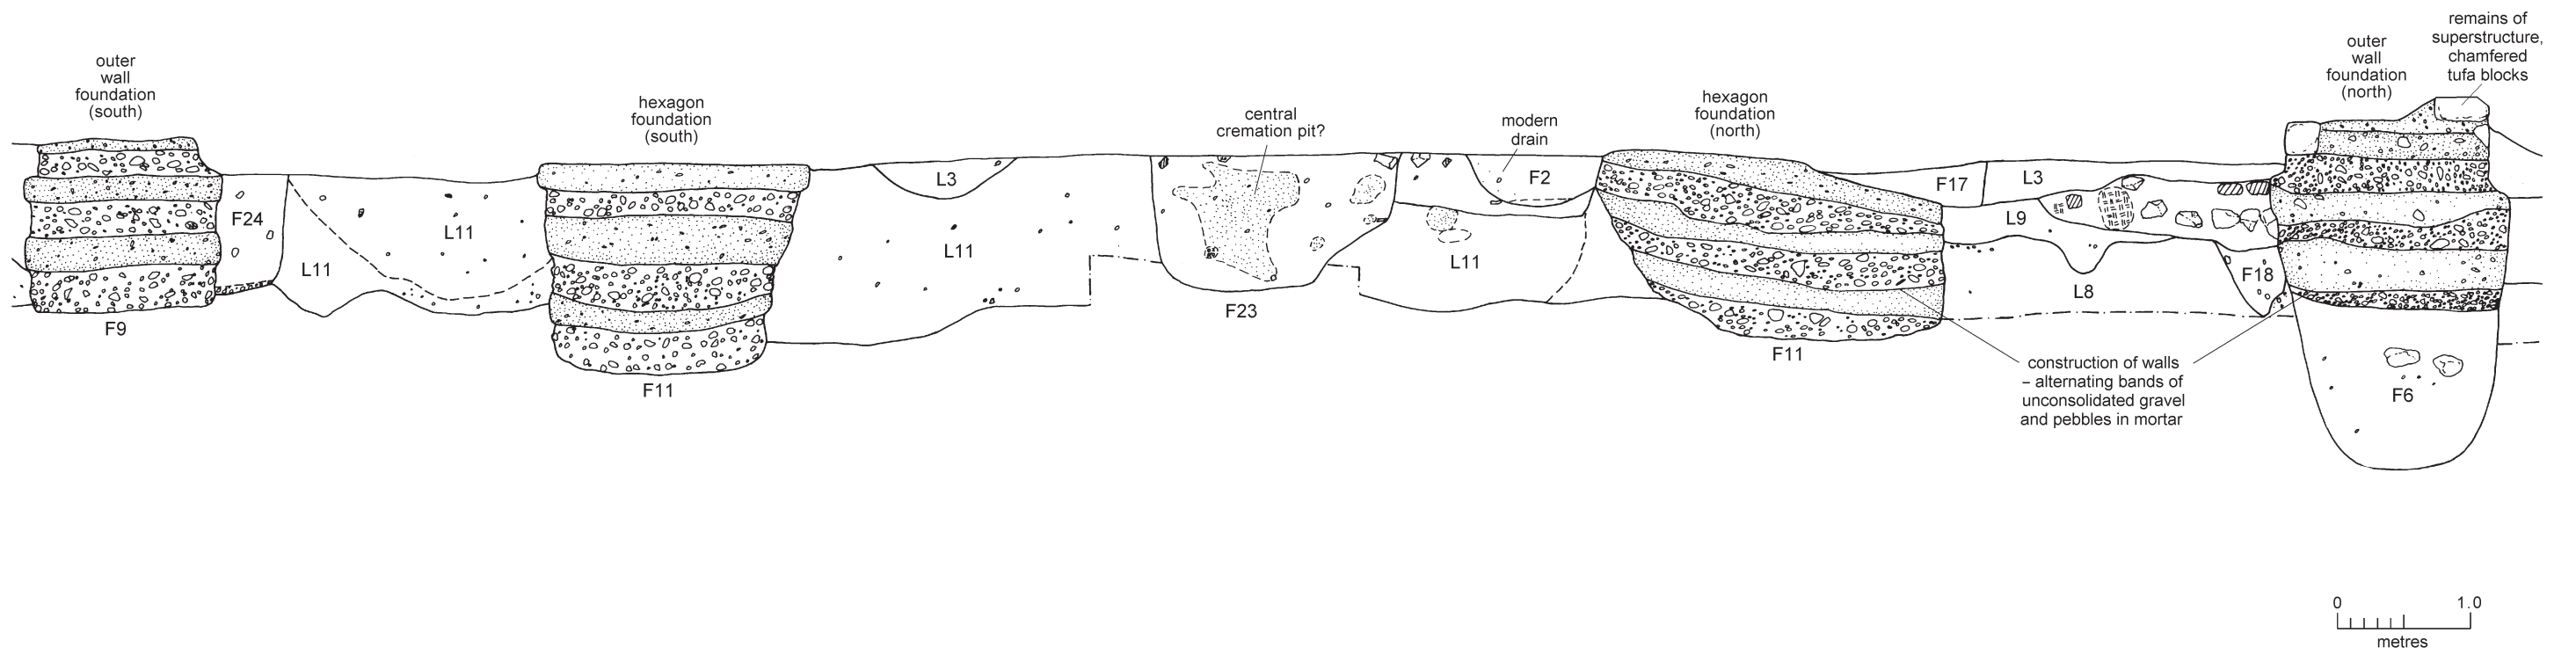 outer
wall
foundation
(south)
hexagon
foundation
(south)
central
cremation pit?
modern
drain
hexagon
foundation
(north)
outer
wall
foundation
(north)
remains of
superstructure,
chamfered
tufa blocks
F24
L11
L11
L3
L11
F2
L11
F17
L3
L9
L8
F18
F9
F11
F23
F11
F6
construction of walls
– alternating bands of
unconsolidated gravel
and pebbles in mortar
0 1.0
metres